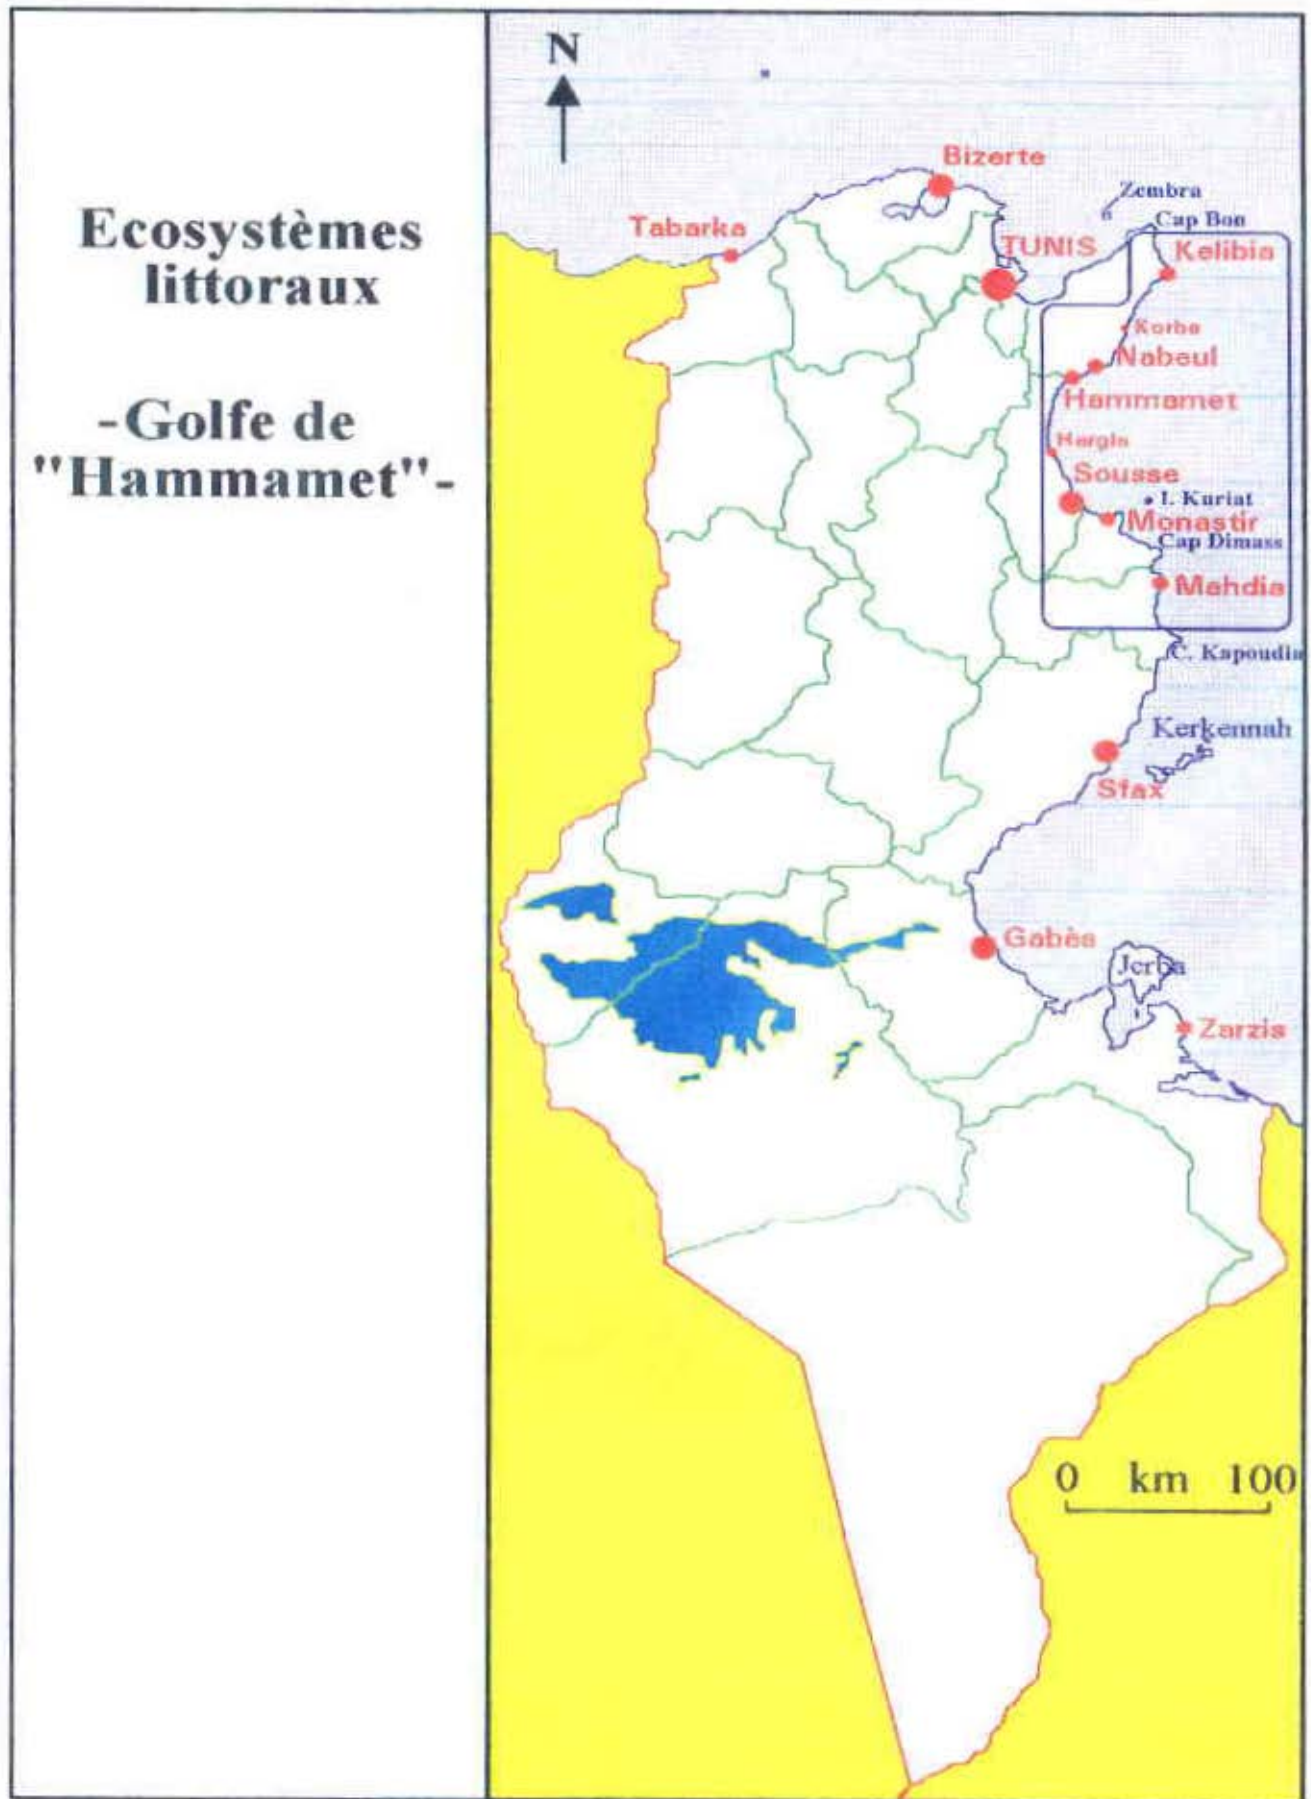 Ecosystèmes
littoraux
-Golfe de
"Hammamet"-
N
Bizerte
Zembra
Cap Bon
Tabarka
TUNIS
Kelibia
Korba
Nabeul
Hammamet
Hergla
Sousse
I. Kuriat
Monastir
Cap Dimass
Mahdia
C. Kapoudia
Kerkennah
Sfax
Gabès
Jerba
Zarzis
0 km 100